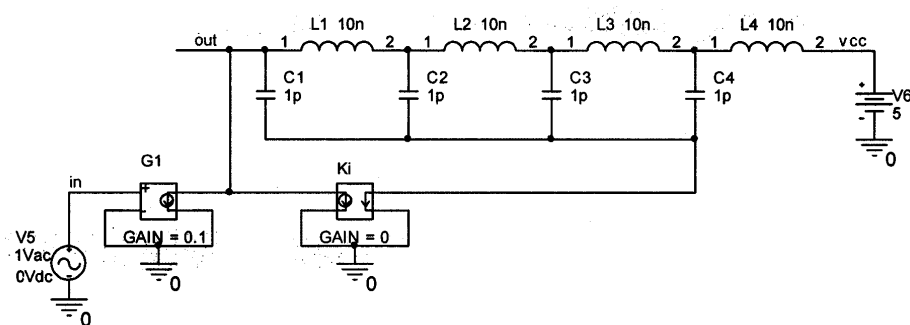 L1 10n L2 10n L3 10n L4 10n
out 1 2 1 2 1 2 1 2 vcc
C1 C2 C3 C4
1p 1p 1p 1p
V6
5
+
-
0
G1 Ki
in
+
-
GAIN = 0.1 GAIN = 0
V5
1Vac
0Vdc
+
-
0 0
0